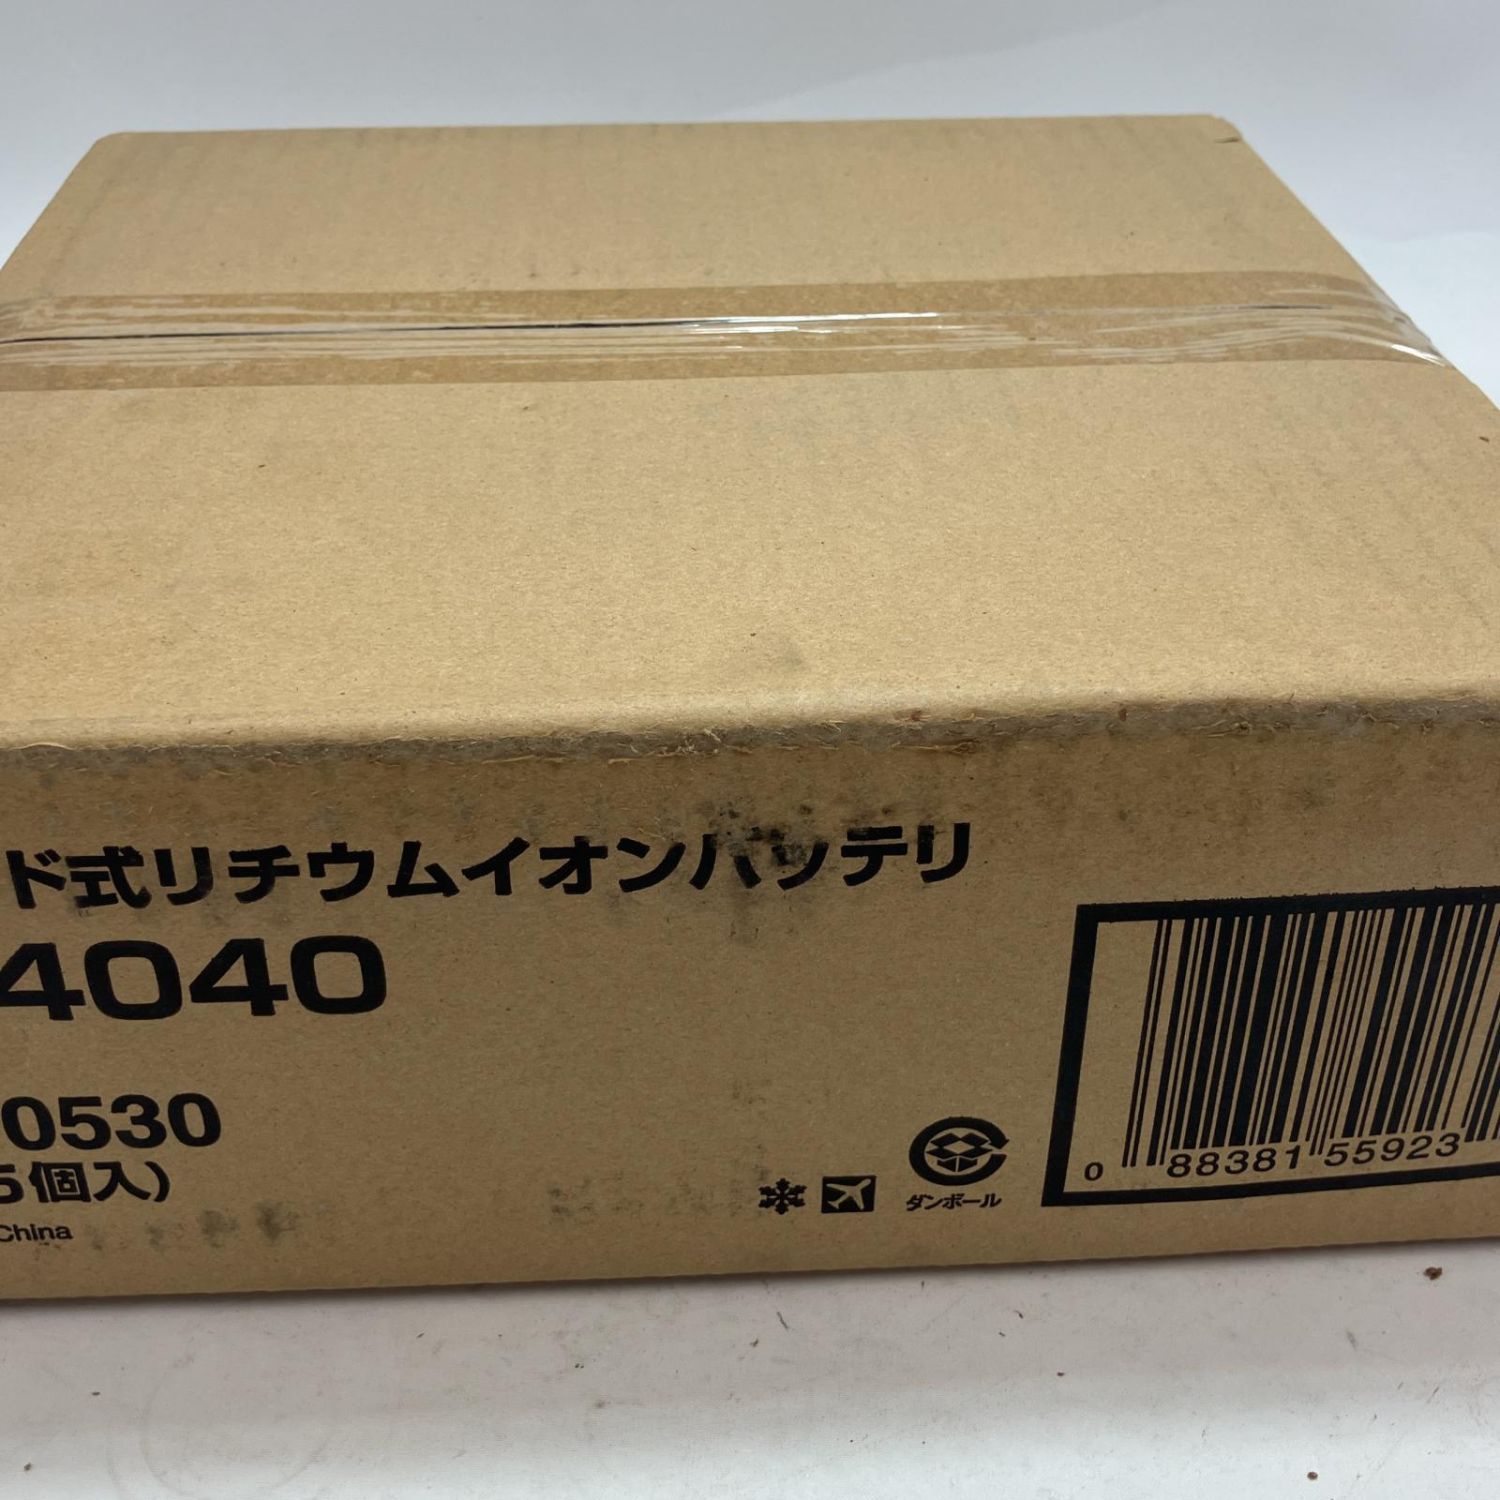 ド式リチウムイオンバッテリ
4040
0530
5個入)
China
ダンボール
0 88381 55923